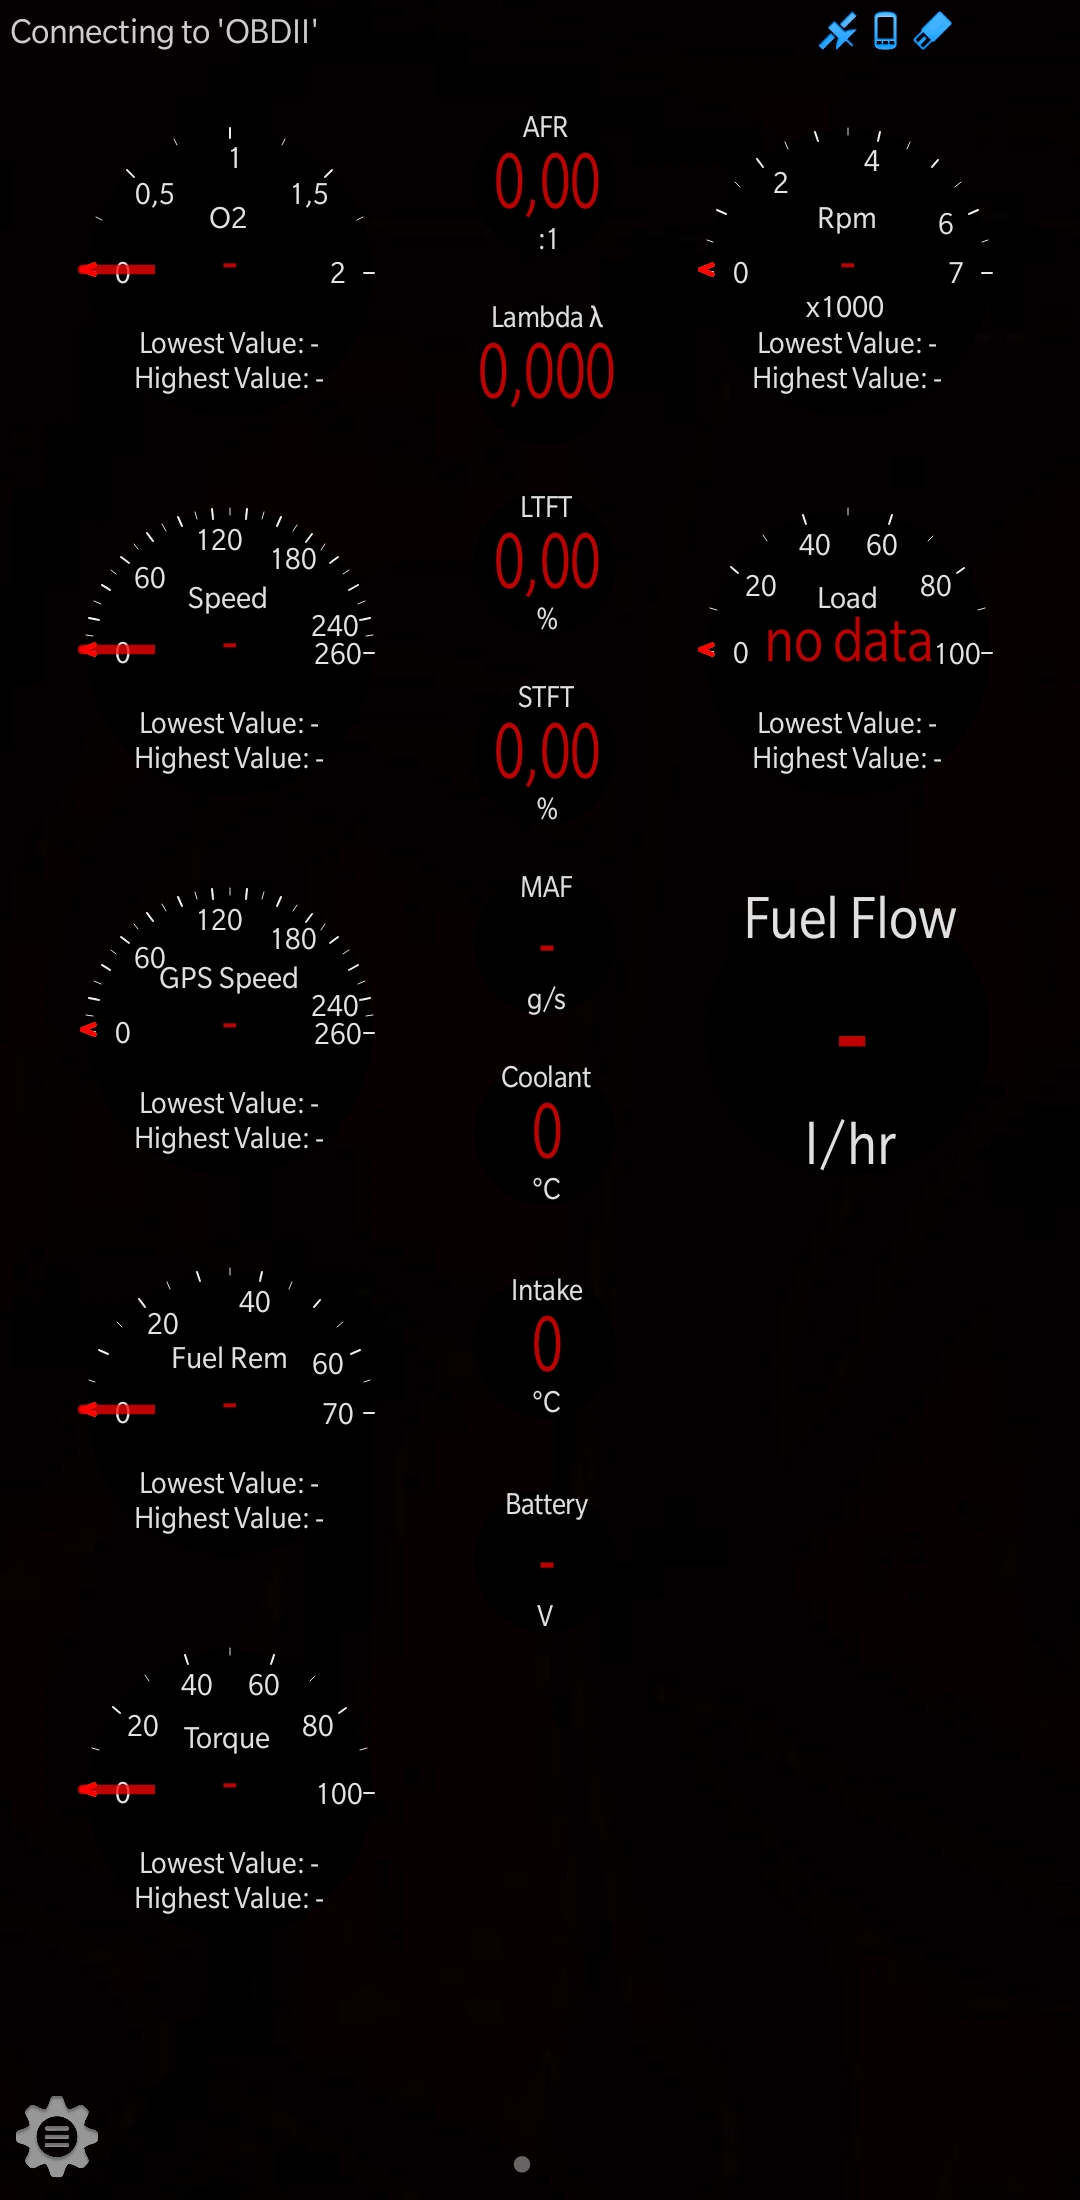 Connecting to 'OBDII'
0
0,5
1
1,5
2
O2
-
Lowest Value: -
Highest Value: -
AFR
0,00
:1
0
2
4
6
7
Rpm
-
x1000
Lowest Value: -
Highest Value: -
Lambda λ
0,000
0
60
120
180
240
260
Speed
-
Lowest Value: -
Highest Value: -
LTFT
0,00
%
0
20
40
60
80
100
Load
no data
Lowest Value: -
Highest Value: -
STFT
0,00
%
0
60
120
180
240
260
GPS Speed
-
Lowest Value: -
Highest Value: -
MAF
-
g/s
Fuel Flow
-
l/hr
Coolant
0
°C
0
20
40
60
70
Fuel Rem
-
Lowest Value: -
Highest Value: -
Intake
0
°C
Battery
-
V
0
20
40
60
80
100
Torque
-
Lowest Value: -
Highest Value: -